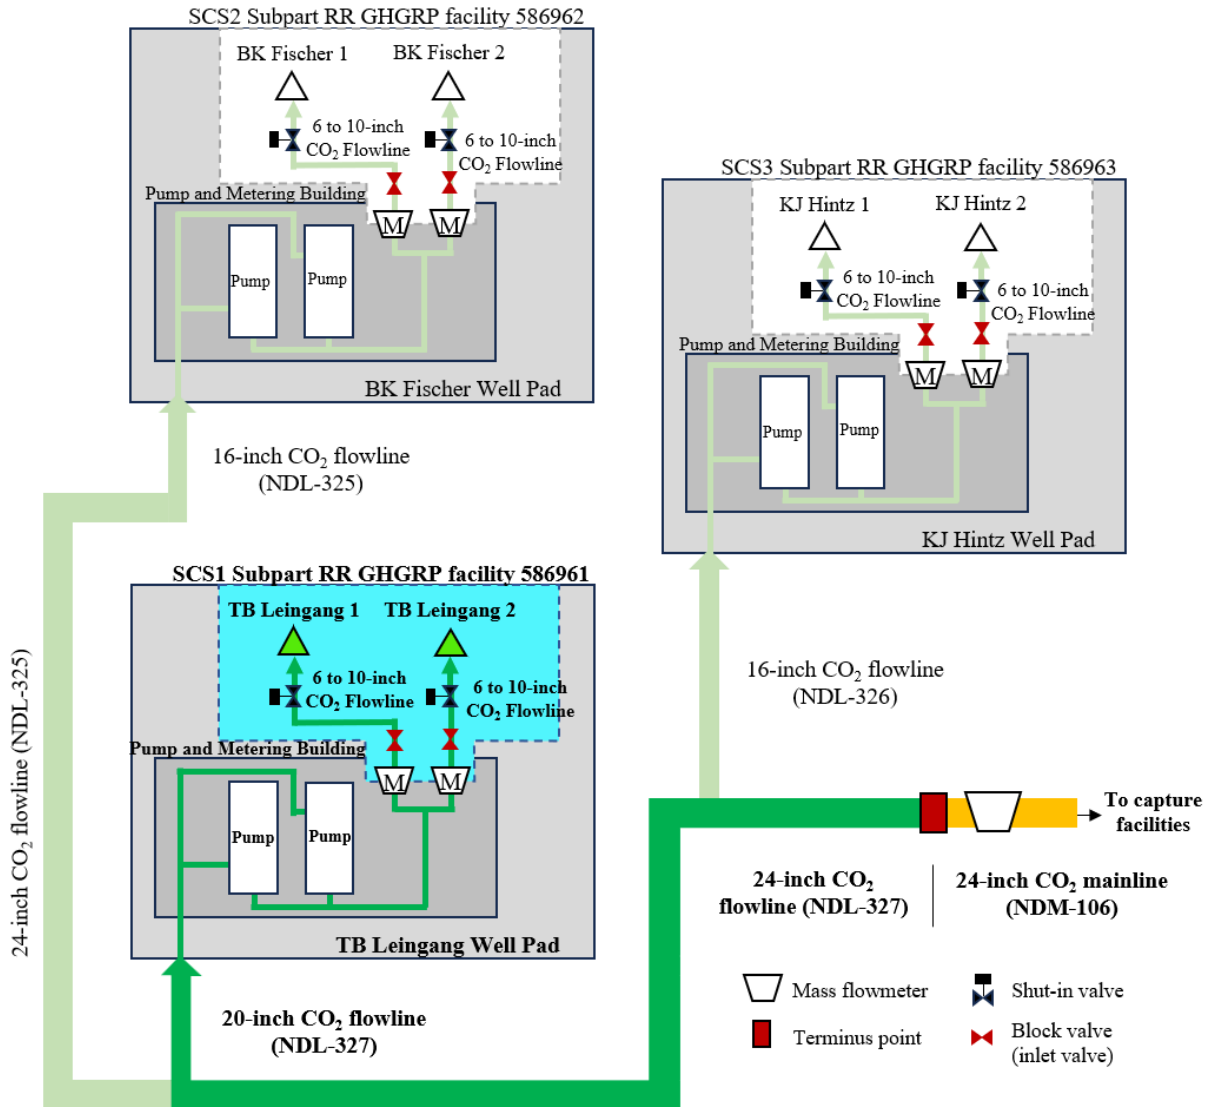 SCS2 Subpart RR GHGRP facility 586962
BK Fischer 1
BK Fischer 2
6 to 10-inch
CO₂ Flowline
6 to 10-inch
CO₂ Flowline
Pump and Metering Building
M
M
Pump
Pump
BK Fischer Well Pad
16-inch CO₂ flowline
(NDL-325)
SCS3 Subpart RR GHGRP facility 586963
KJ Hintz 1
KJ Hintz 2
6 to 10-inch
CO₂ Flowline
6 to 10-inch
CO₂ Flowline
Pump and Metering Building
M
M
Pump
Pump
KJ Hintz Well Pad
16-inch CO₂ flowline
(NDL-326)
24-inch CO₂ flowline (NDL-325)
SCS1 Subpart RR GHGRP facility 586961
TB Leingang 1
TB Leingang 2
6 to 10-inch
CO₂ Flowline
6 to 10-inch
CO₂ Flowline
Pump and Metering Building
M
M
Pump
Pump
TB Leingang Well Pad
20-inch CO₂ flowline
(NDL-327)
To capture
facilities
24-inch CO₂
flowline (NDL-327)
24-inch CO₂ mainline
(NDM-106)
Mass flowmeter
Shut-in valve
Terminus point
Block valve
(inlet valve)